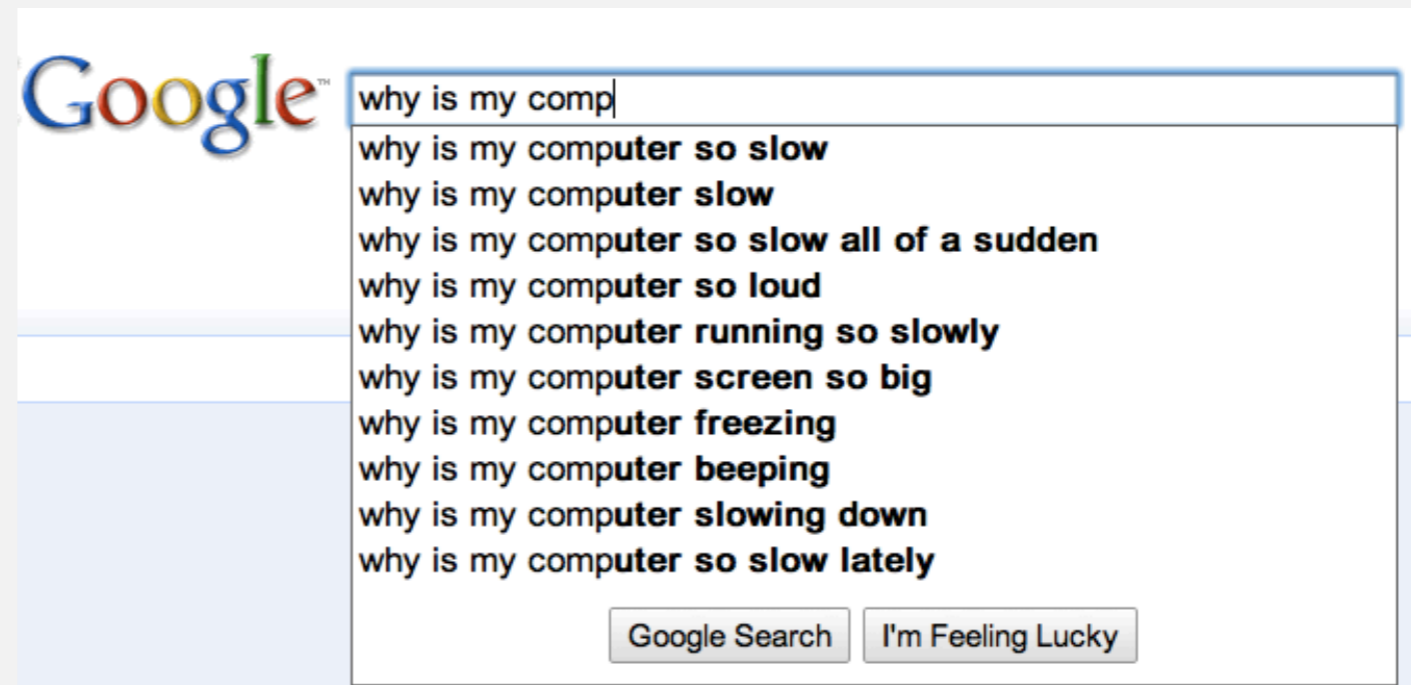 Google™
why is my comp
why is my computer so slow
why is my computer slow
why is my computer so slow all of a sudden
why is my computer so loud
why is my computer running so slowly
why is my computer screen so big
why is my computer freezing
why is my computer beeping
why is my computer slowing down
why is my computer so slow lately
Google Search I'm Feeling Lucky